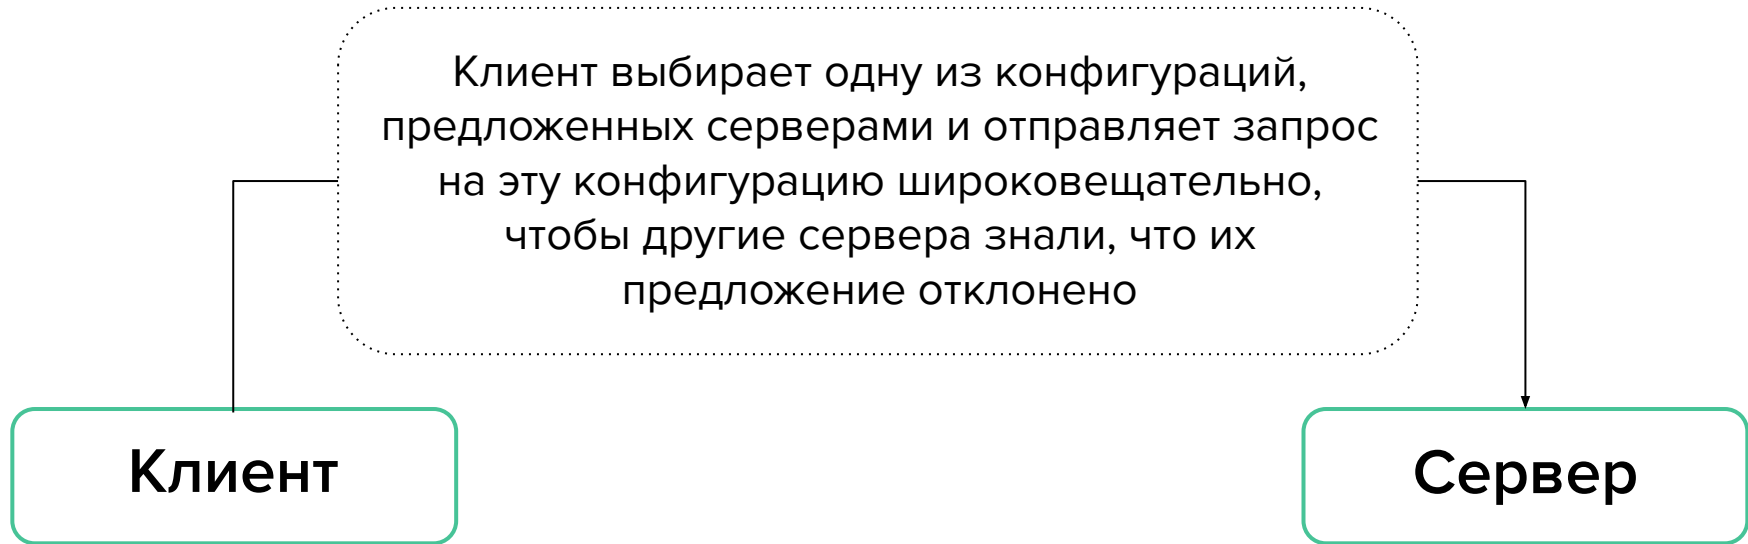 Клиент выбирает одну из конфигураций,
предложенных серверами и отправляет запрос
на эту конфигурацию широковещательно,
чтобы другие сервера знали, что их
предложение отклонено
Клиент
Сервер